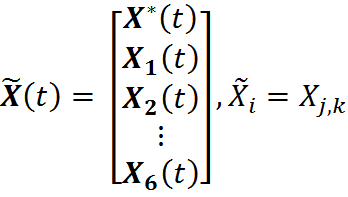 X̃(t) = [X*(t)
X₁(t)
X₂(t)
⋮
X₆(t)], X̃ᵢ = Xⱼ,ₖ